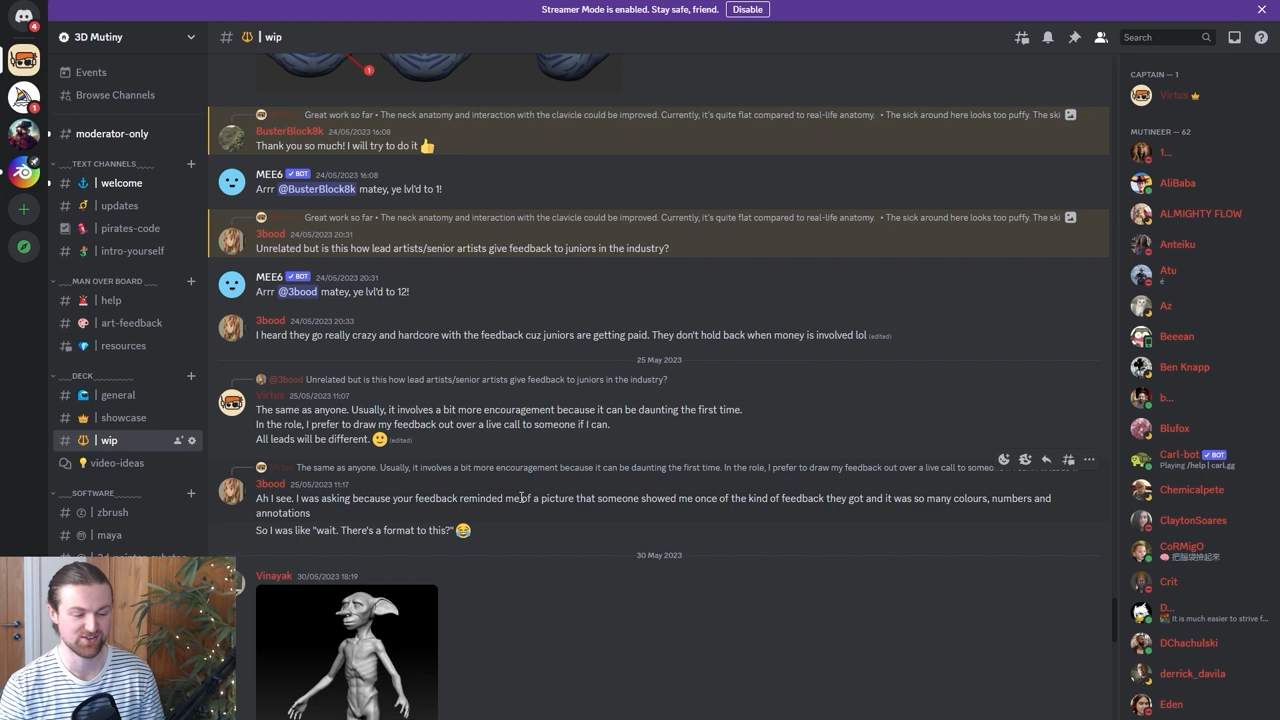 Streamer Mode is enabled. Stay safe, friend.
Disable
4
1
3D Mutiny
Events
Browse Channels
moderator-only
___TEXT CHANNELS____
| welcome
| updates
| pirates-code
| intro-yourself
____MAN OVER BOARD____
| help
| art-feedback
| resources
____DECK________
| general
| showcase
| wip
| video-ideas
____SOFTWARE____
| zbrush
| maya
| wip
Search
1
Great work so far • The neck anatomy and interaction with the clavicle could be improved. Currently, it's quite flat compared to real-life anatomy. • The sick around here looks too puffy. The ski
BusterBlock8k 24/05/2023 16:08
Thank you so much! I will try to do it
MEE6 ✓ BOT 24/05/2023 16:08
Arrr @BusterBlock8k matey, ye lvl'd to 1!
Great work so far • The neck anatomy and interaction with the clavicle could be improved. Currently, it's quite flat compared to real-life anatomy. • The sick around here looks too puffy. The ski
3bood 24/05/2023 20:31
Unrelated but is this how lead artists/senior artists give feedback to juniors in the industry?
MEE6 ✓ BOT 24/05/2023 20:31
Arrr @3bood matey, ye lvl'd to 12!
3bood 24/05/2023 20:33
I heard they go really crazy and hardcore with the feedback cuz juniors are getting paid. They don't hold back when money is involved lol (edited)
25 May 2023
@3bood Unrelated but is this how lead artists/senior artists give feedback to juniors in the industry?
Virtus 25/05/2023 11:07
The same as anyone. Usually, it involves a bit more encouragement because it can be daunting the first time.
In the role, I prefer to draw my feedback out over a live call to someone if I can.
All leads will be different. (edited)
Virtus The same as anyone. Usually, it involves a bit more encouragement because it can be daunting the first time. In the role, I prefer to draw my feedback out over a live call to someo
3bood 25/05/2023 11:17
Ah I see. I was asking because your feedback reminded me of a picture that someone showed me once of the kind of feedback they got and it was so many colours, numbers and
annotations
So I was like "wait. There's a format to this?"
30 May 2023
Vinayak 30/05/2023 18:19
CAPTAIN — 1
Virtus
MUTINEER — 62
1...
AliBaba
ALMIGHTY FLOW
Anteiku
Atu
é
Az
Beeean
Ben Knapp
b...
Blufox
Carl-bot ✓ BOT
Playing /help | carl.gg
Chemicalpete
ClaytonSoares
CoRMigO
把腦袋撿起來
Crit
D...
It is much easier to strive f...
DChachulski
derrick_davila
Eden